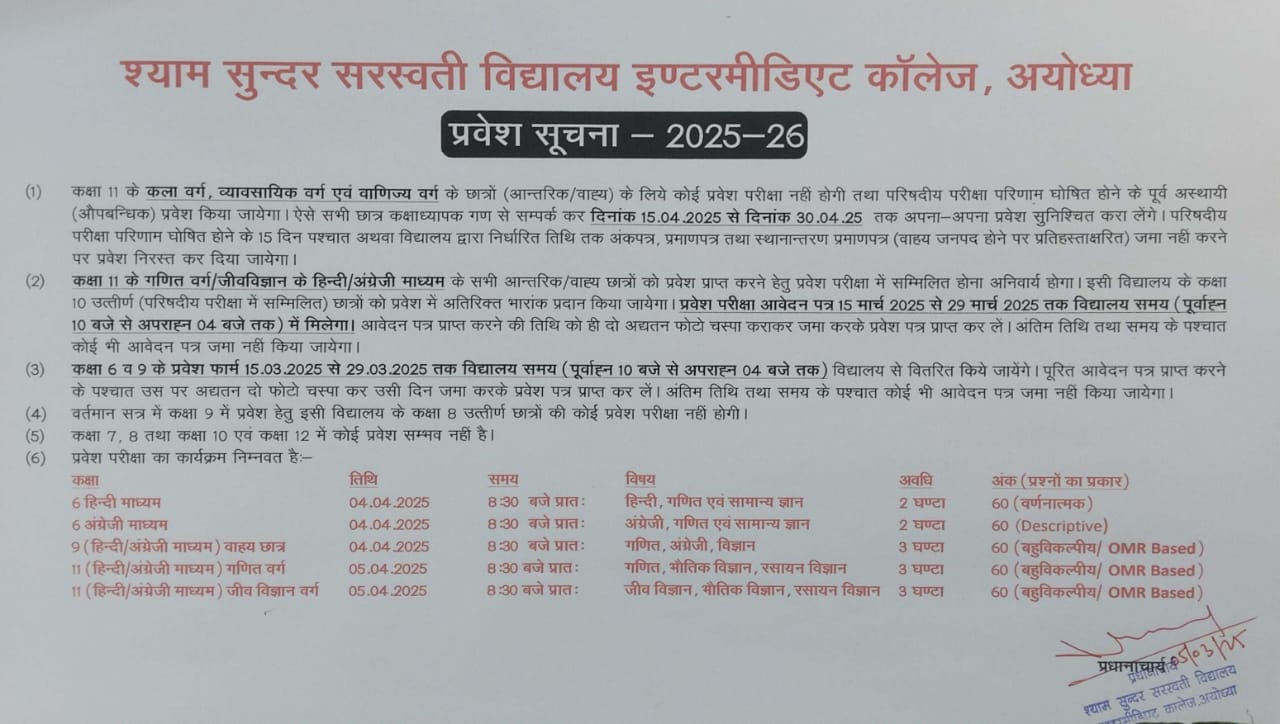 श्याम सुन्दर सरस्वती विद्यालय इण्टरमीडिएट कॉलेज, अयोध्या
प्रवेश सूचना – 2025–26
(1) कक्षा 11 के कला वर्ग, व्यावसायिक वर्ग एवं वाणिज्य वर्ग के छात्रों (आन्तरिक/वाह्य) के लिये कोई प्रवेश परीक्षा नहीं होगी तथा परिषदीय परीक्षा परिणाम घोषित होने के पूर्व अस्थायी
(औपबन्धिक) प्रवेश किया जायेगा। ऐसे सभी छात्र कक्षाध्यापक गण से सम्पर्क कर दिनांक 15.04.2025 से दिनांक 30.04.25 तक अपना–अपना प्रवेश सुनिश्चित करा लेंगे। परिषदीय
परीक्षा परिणाम घोषित होने के 15 दिन पश्चात अथवा विद्यालय द्वारा निर्धारित तिथि तक अंकपत्र, प्रमाणपत्र तथा स्थानान्तरण प्रमाणपत्र (वाहय जनपद होने पर प्रतिहस्ताक्षरित) जमा नहीं करने
पर प्रवेश निरस्त कर दिया जायेगा।
(2) कक्षा 11 के गणित वर्ग/जीवविज्ञान के हिन्दी/अंग्रेजी माध्यम के सभी आन्तरिक/वाह्य छात्रों को प्रवेश प्राप्त करने हेतु प्रवेश परीक्षा में सम्मिलित होना अनिवार्य होगा। इसी विद्यालय के कक्षा
10 उत्तीर्ण (परिषदीय परीक्षा में सम्मिलित) छात्रों को प्रवेश में अतिरिक्त भारांक प्रदान किया जायेगा। प्रवेश परीक्षा आवेदन पत्र 15 मार्च 2025 से 29 मार्च 2025 तक विद्यालय समय (पूर्वाह्न
10 बजे से अपराह्न 04 बजे तक) में मिलेगा। आवेदन पत्र प्राप्त करने की तिथि को ही दो अद्यतन फोटो चस्पा कराकर जमा करके प्रवेश पत्र प्राप्त कर लें। अंतिम तिथि तथा समय के पश्चात
कोई भी आवेदन पत्र जमा नहीं किया जायेगा।
(3) कक्षा 6 व 9 के प्रवेश फार्म 15.03.2025 से 29.03.2025 तक विद्यालय समय (पूर्वाह्न 10 बजे से अपराह्न 04 बजे तक) विद्यालय से वितरित किये जायेंगे। पूरित आवेदन पत्र प्राप्त करने
के पश्चात उस पर अद्यतन दो फोटो चस्पा कर उसी दिन जमा करके प्रवेश पत्र प्राप्त कर लें। अंतिम तिथि तथा समय के पश्चात कोई भी आवेदन पत्र जमा नहीं किया जायेगा।
(4) वर्तमान सत्र में कक्षा 9 में प्रवेश हेतु इसी विद्यालय के कक्षा 8 उत्तीर्ण छात्रों की कोई प्रवेश परीक्षा नहीं होगी।
(5) कक्षा 7, 8 तथा कक्षा 10 एवं कक्षा 12 में कोई प्रवेश सम्भव नहीं है।
(6) प्रवेश परीक्षा का कार्यक्रम निम्नवत है:–
कक्षा तिथि समय विषय अवधि अंक (प्रश्नों का प्रकार)
6 हिन्दी माध्यम 04.04.2025 8:30 बजे प्रातः हिन्दी, गणित एवं सामान्य ज्ञान 2 घण्टा 60 (वर्णनात्मक)
6 अंग्रेजी माध्यम 04.04.2025 8:30 बजे प्रातः अंग्रेजी, गणित एवं सामान्य ज्ञान 2 घण्टा 60 (Descriptive)
9 (हिन्दी/अंग्रेजी माध्यम) वाहय छात्र 04.04.2025 8:30 बजे प्रातः गणित, अंग्रेजी, विज्ञान 3 घण्टा 60 (बहुविकल्पीय/ OMR Based)
11 (हिन्दी/अंग्रेजी माध्यम) गणित वर्ग 05.04.2025 8:30 बजे प्रातः गणित, भौतिक विज्ञान, रसायन विज्ञान 3 घण्टा 60 (बहुविकल्पीय/ OMR Based)
11 (हिन्दी/अंग्रेजी माध्यम) जीव विज्ञान वर्ग 05.04.2025 8:30 बजे प्रातः जीव विज्ञान, भौतिक विज्ञान, रसायन विज्ञान 3 घण्टा 60 (बहुविकल्पीय/ OMR Based)
प्रधानाचार्य 05/03/25
प्रधानाचार्य
श्याम सुन्दर सरस्वती विद्यालय
कालेज, अयोध्या